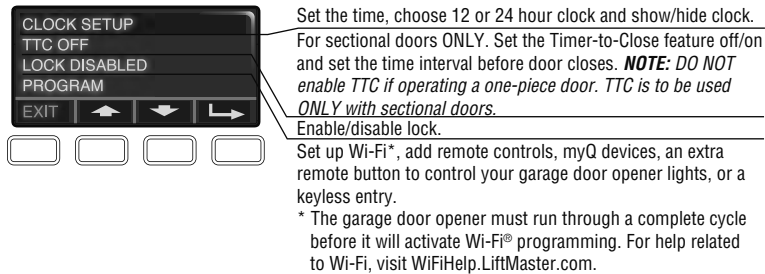 CLOCK SETUP
TTC OFF
LOCK DISABLED
PROGRAM
EXIT
Set the time, choose 12 or 24 hour clock and show/hide clock.
For sectional doors ONLY. Set the Timer-to-Close feature off/on
and set the time interval before door closes. NOTE: DO NOT
enable TTC if operating a one-piece door. TTC is to be used
ONLY with sectional doors.
Enable/disable lock.
Set up Wi-Fi*, add remote controls, myQ devices, an extra
remote button to control your garage door opener lights, or a
keyless entry.
* The garage door opener must run through a complete cycle
before it will activate Wi-Fi® programming. For help related
to Wi-Fi, visit WiFiHelp.LiftMaster.com.